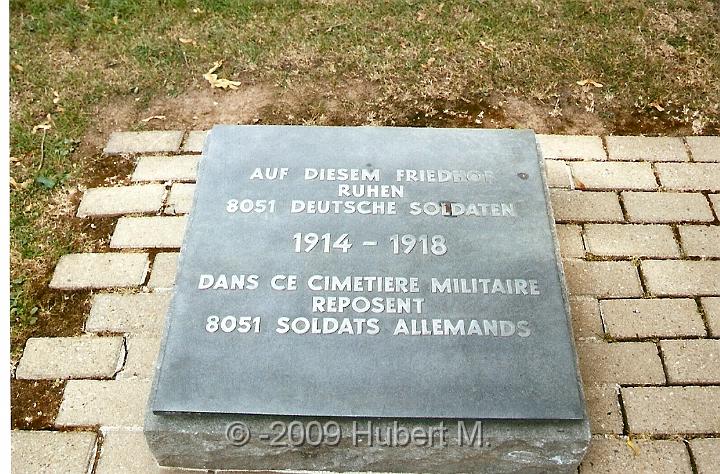 AUF DIESEM FRIEDHOF
RUHEN
8051 DEUTSCHE SOLDATEN
1914 - 1918
DANS CE CIMETIERE MILITAIRE
REPOSENT
8051 SOLDATS ALLEMANDS
© -2009 Hubert M.